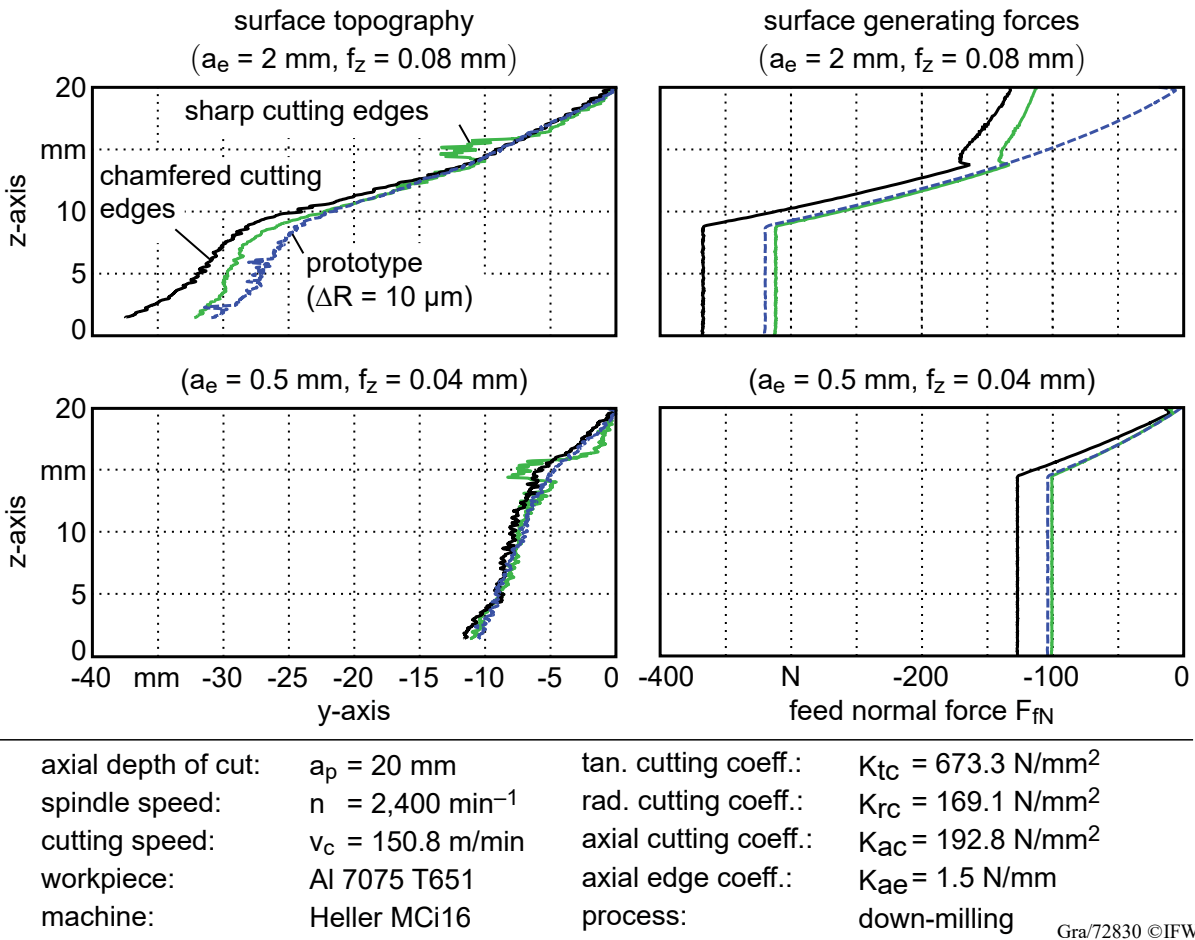 surface topography
(ae = 2 mm, fz = 0.08 mm)
surface generating forces
(ae = 2 mm, fz = 0.08 mm)
20
mm
10
5
0
z-axis
sharp cutting edges
chamfered cutting
edges
prototype
(ΔR = 10 µm)
(ae = 0.5 mm, fz = 0.04 mm)
(ae = 0.5 mm, fz = 0.04 mm)
20
mm
10
5
0
z-axis
-40 mm -30 -25 -20 -15 -10 -5 0
y-axis
-400 N -200 -100 0
feed normal force FfN
axial depth of cut: ap = 20 mm
spindle speed: n = 2,400 min–1
cutting speed: vc = 150.8 m/min
workpiece: Al 7075 T651
machine: Heller MCi16
tan. cutting coeff.: Ktc = 673.3 N/mm2
rad. cutting coeff.: Krc = 169.1 N/mm2
axial cutting coeff.: Kac = 192.8 N/mm2
axial edge coeff.: Kae = 1.5 N/mm
process: down-milling
Gra/72830 ©IFW